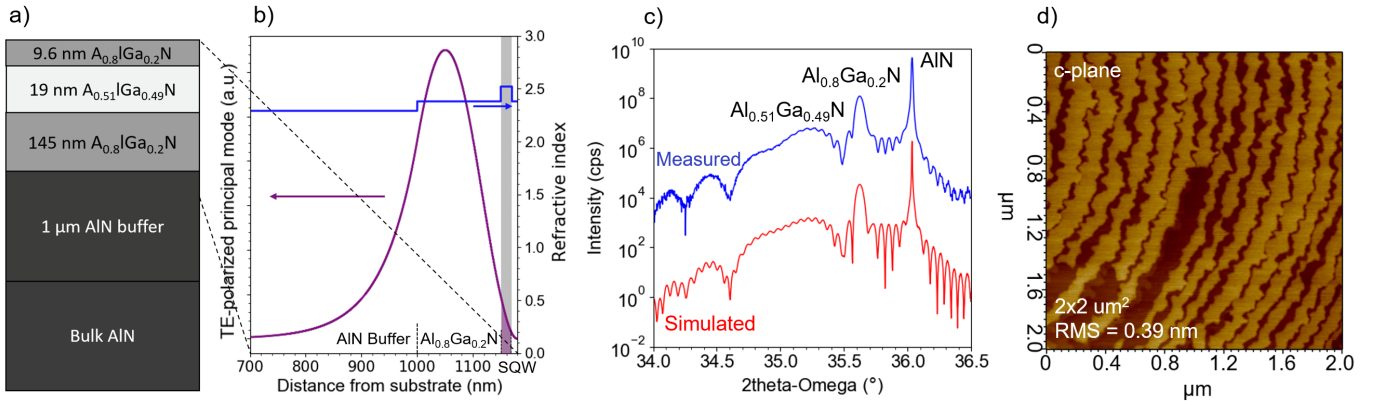 a)
9.6 nm A0.8lGa0.2N
19 nm A0.51lGa0.49N
145 nm A0.8lGa0.2N
1 µm AlN buffer
Bulk AlN
b)
TE-polarized principal mode (a.u.)
3.0
2.5
2.0
1.5
1.0
0.5
0.0
Refractive index
AlN Buffer
Al0.8Ga0.2N
700
800
900
1000
1100
SQW
Distance from substrate (nm)
c)
Intensity (cps)
10^10
10^8
10^6
10^4
10^2
10^0
10^−2
Al0.51Ga0.49N
Al0.8Ga0.2N
AlN
Measured
Simulated
34.0
34.5
35.0
35.5
36.0
36.5
2theta-Omega (°)
d)
c-plane
2x2 um^2
RMS = 0.39 nm
0
0.4
0.8
1.2
1.6
2.0
µm
0
0.4
0.8
1.2
1.6
2.0
µm